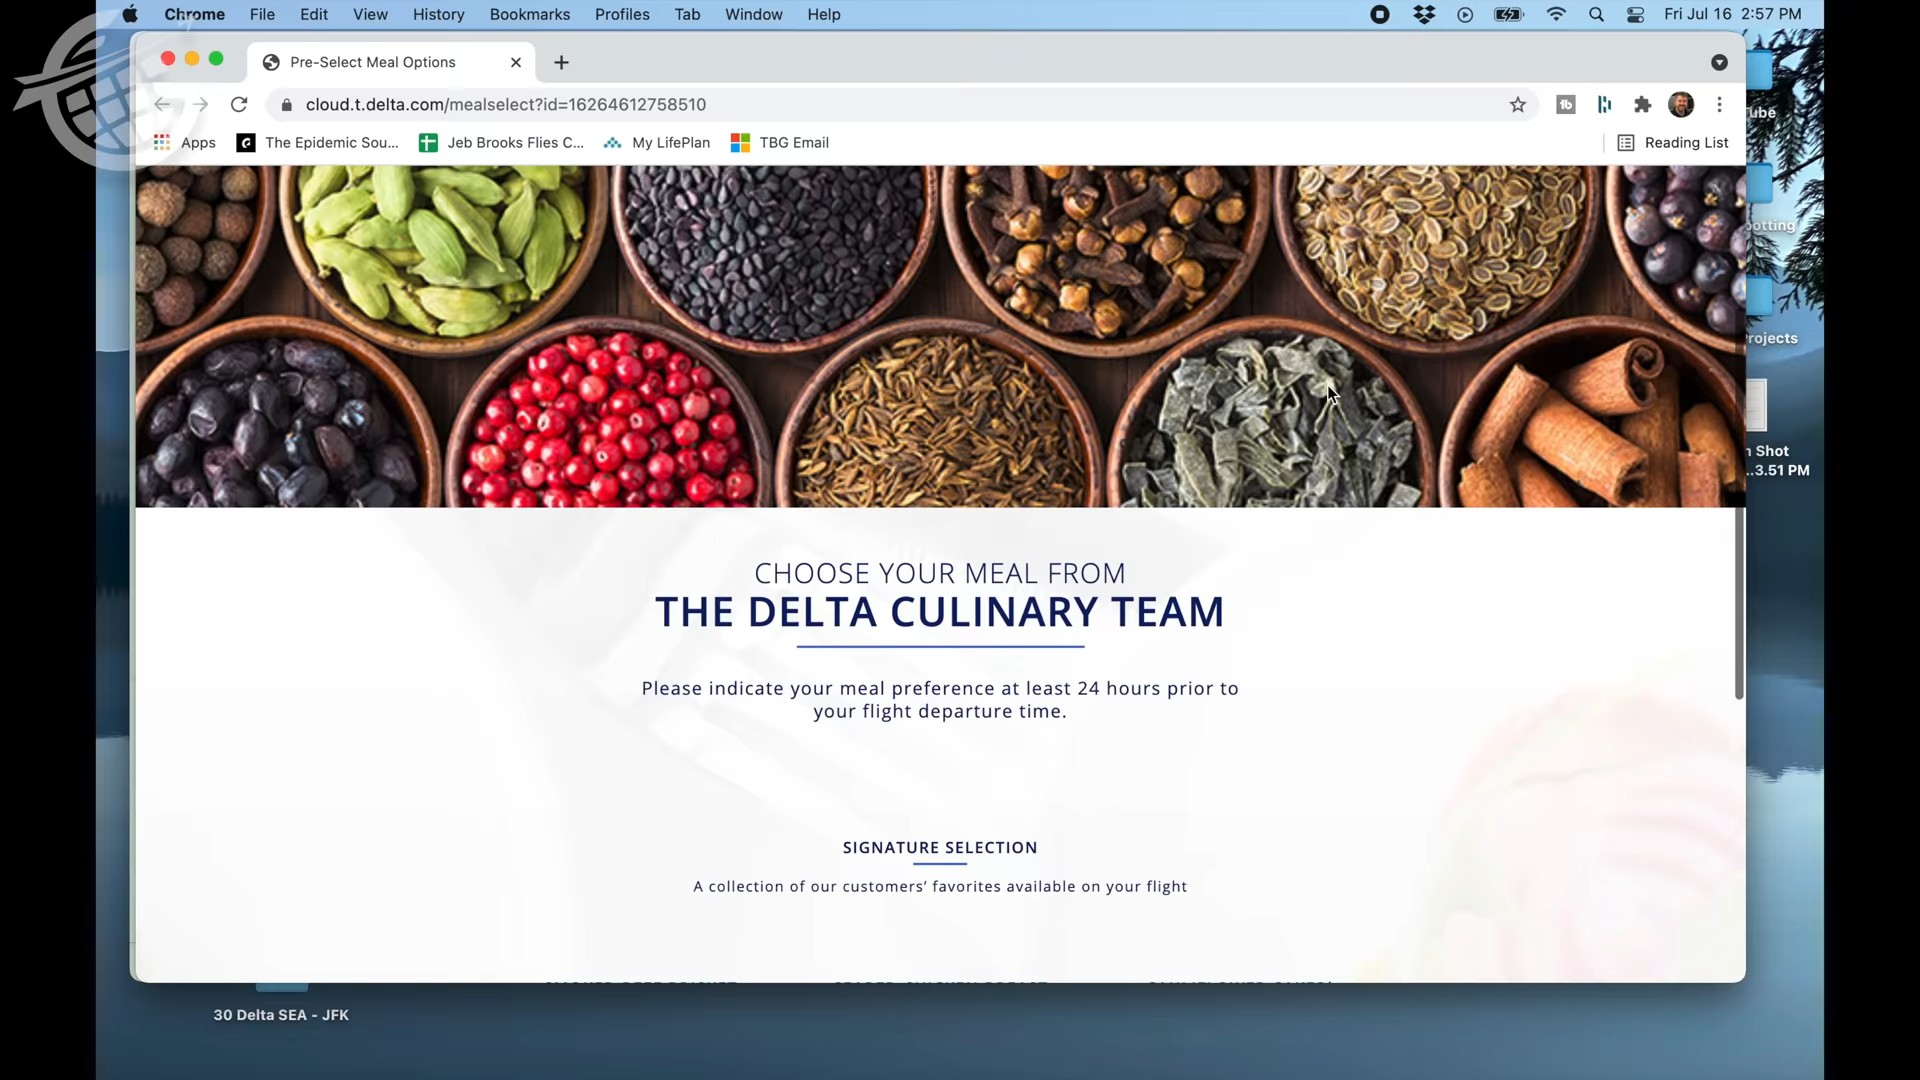 Chrome File Edit View History Bookmarks Profiles Tab Window Help Fri Jul 16 2:57 PM
Pre-Select Meal Options
cloud.t.delta.com/mealselect?id=16264612758510
Apps The Epidemic Sou... Jeb Brooks Flies C... My LifePlan TBG Email Reading List
CHOOSE YOUR MEAL FROM
THE DELTA CULINARY TEAM
Please indicate your meal preference at least 24 hours prior to
your flight departure time.
SIGNATURE SELECTION
A collection of our customers’ favorites available on your flight
30 Delta SEA - JFK
ube
otting
rojects
Shot
...3.51 PM